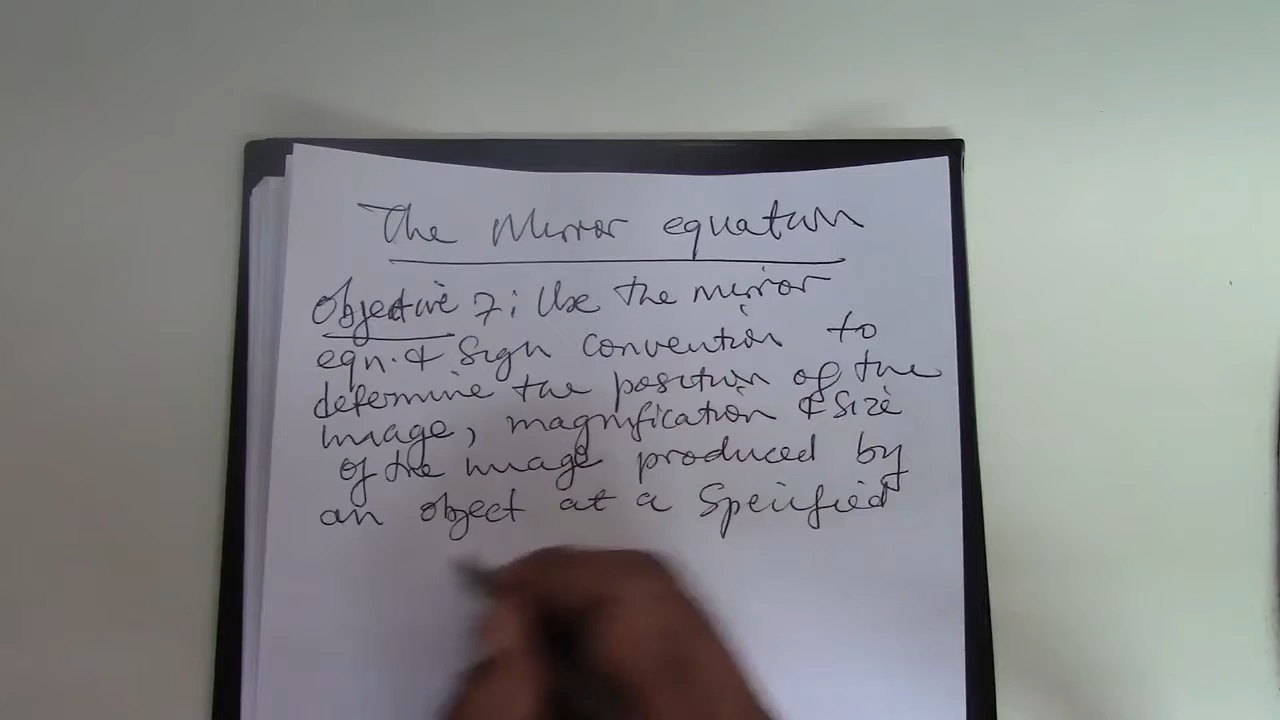 The Mirror equation
Objective 7: Use the mirror
eqn. & Sign convention to
determine the position of the
image, magnification & size
of the image produced by
an object at a Specified